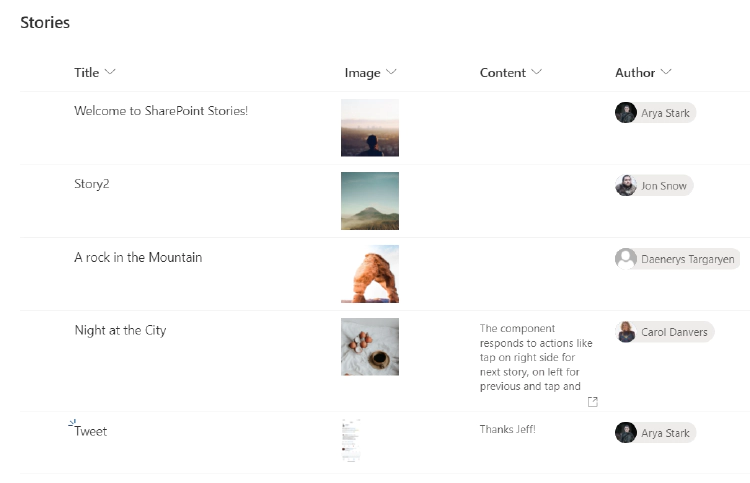 Stories
Title Image Content Author
Welcome to SharePoint Stories! Arya Stark
Story2 Jon Snow
A rock in the Mountain Daenerys Targaryen
Night at the City The component Carol Danvers
responds to actions like
tap on right side for
next story, on left for
previous and tap and
Tweet Thanks Jeff! Arya Stark